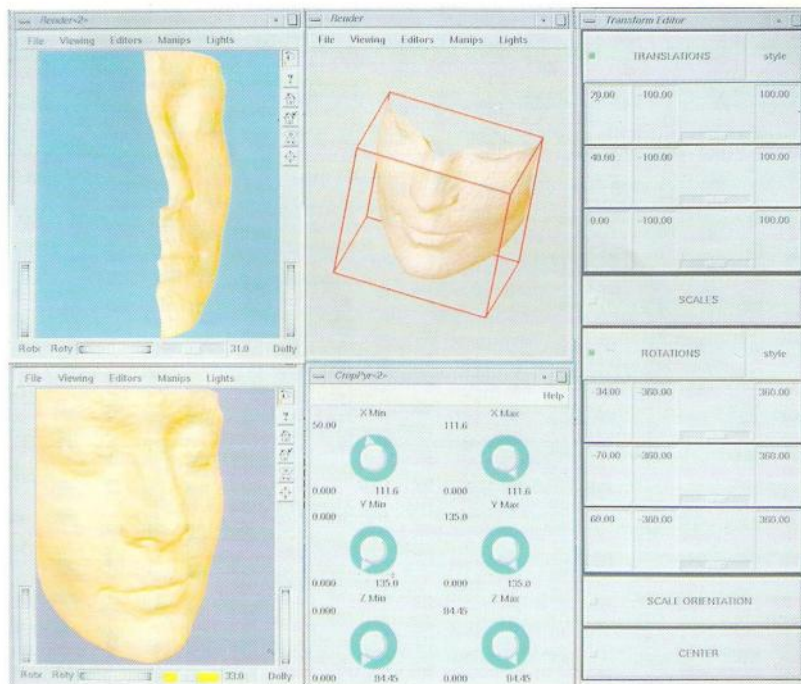 Render<2>
File Viewing Editors Manips Lights
?
Rotx Roty 31.0 Dolly
Render
File Viewing Editors Manips Lights
Transform Editor
TRANSLATIONS style
20.00 -100.00 100.00
40.00 -100.00 100.00
0.00 -100.00 100.00
SCALES
ROTATIONS style
-34.00 -360.00 360.00
-70.00 -360.00 360.00
60.00 -360.00 360.00
SCALE ORIENTATION
CENTER
File Viewing Editors Manips Lights
?
Rotx Roty 33.0 Dolly
CropPyr<2>
Help
X Min X Max
50.00 111.6
0.000 111.6 0.000 111.6
Y Min Y Max
0.000 135.0
0.000 135.0 0.000 135.0
Z Min Z Max
0.000 84.45
0.000 84.45 0.000 84.45